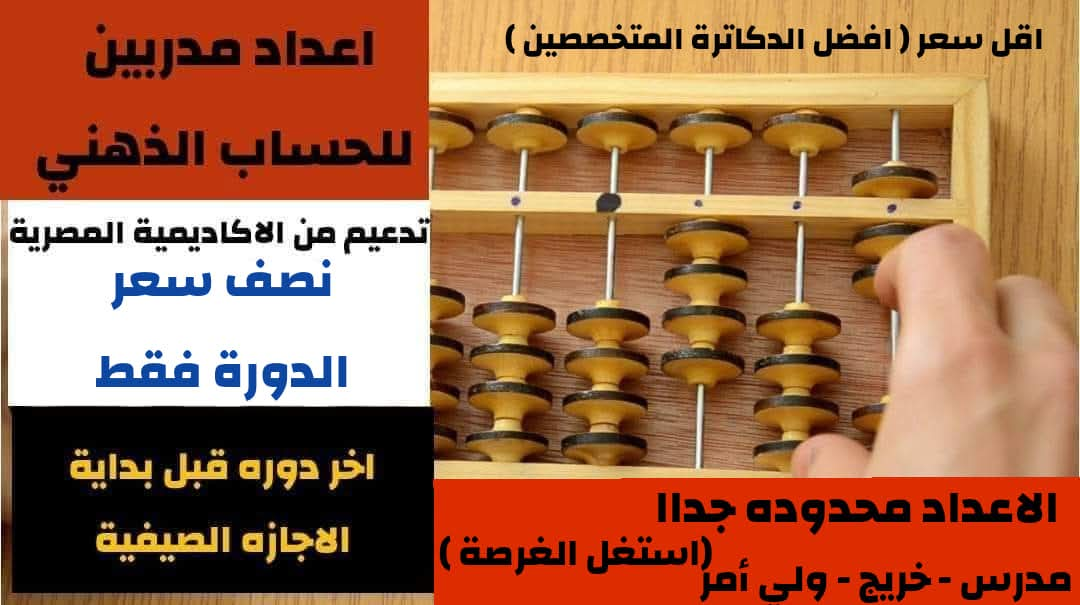 اعداد مدربين
للحساب الذهني
تدعيم من الاكاديمية المصرية
نصف سعر
الدورة فقط
اخر دوره قبل بداية
الاجازه الصيفية
اقل سعر ( افضل الدكاترة المتخصصين )
الاعداد محدوده جداا
(استغل الغرصة )
مدرس - خريج - ولي أمر